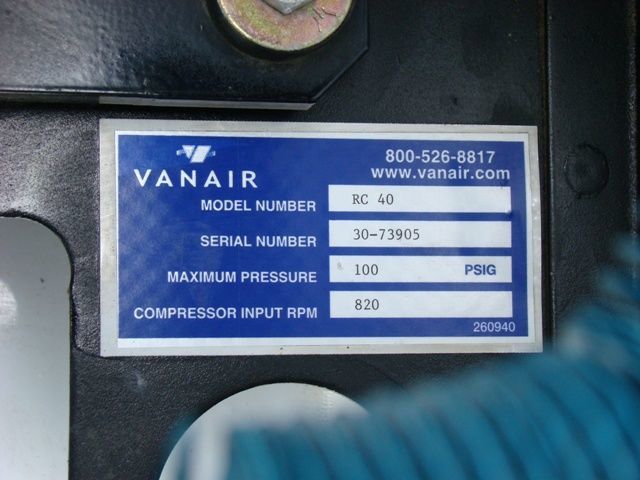 VANAIR
800-526-8817
www.vanair.com
MODEL NUMBER RC 40
SERIAL NUMBER 30-73905
MAXIMUM PRESSURE 100 PSIG
COMPRESSOR INPUT RPM 820
260940